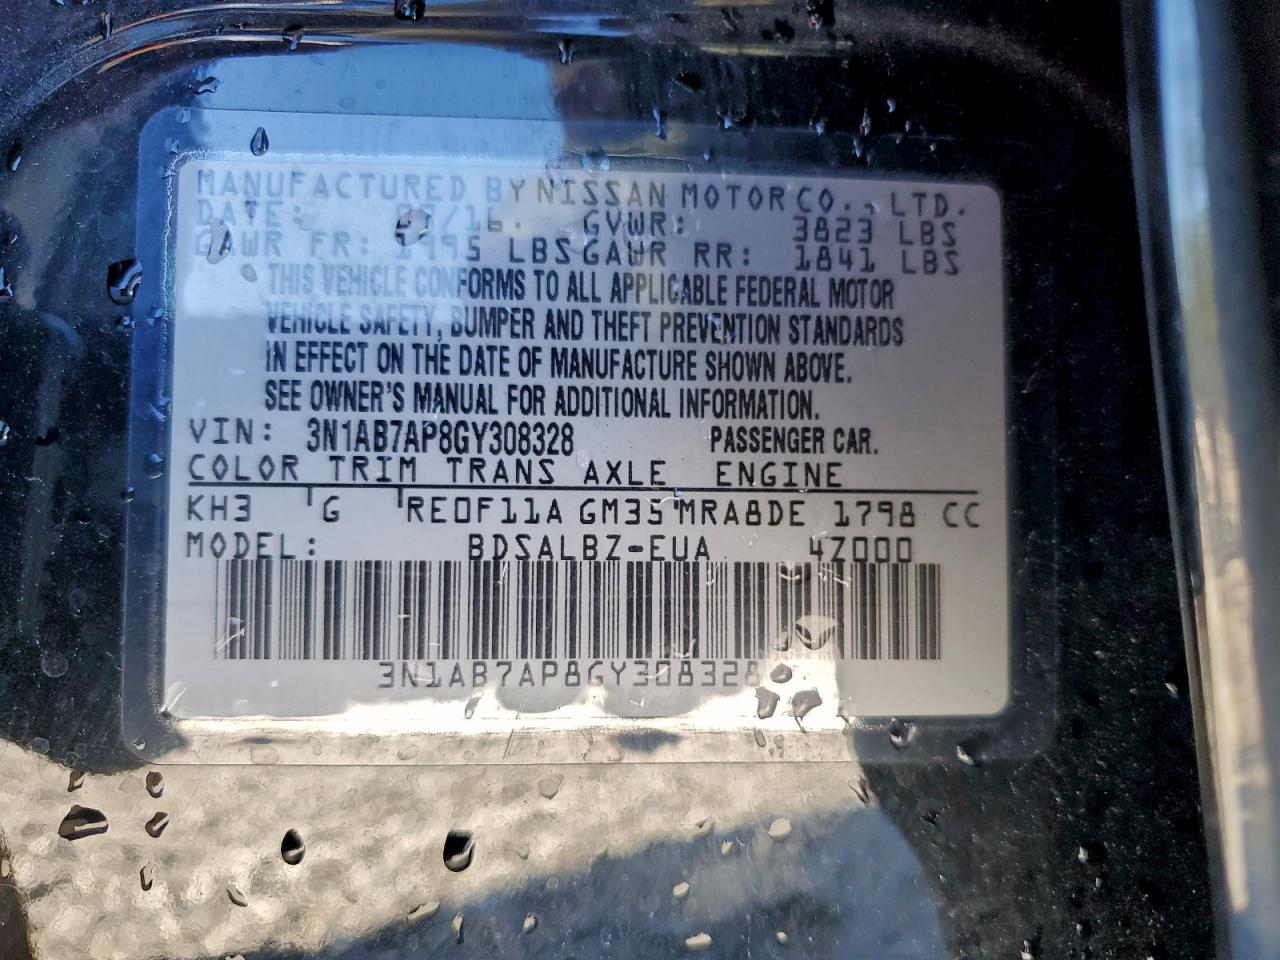 MANUFACTURED BY NISSAN MOTOR CO., LTD.
DATE: /16. GVWR: 3823 LBS
GAWR FR: 1995 LBS GAWR RR: 1841 LBS
THIS VEHICLE CONFORMS TO ALL APPLICABLE FEDERAL MOTOR
VEHICLE SAFETY, BUMPER AND THEFT PREVENTION STANDARDS
IN EFFECT ON THE DATE OF MANUFACTURE SHOWN ABOVE.
SEE OWNER'S MANUAL FOR ADDITIONAL INFORMATION.
VIN: 3N1AB7AP8GY308328 PASSENGER CAR.
COLOR TRIM TRANS AXLE ENGINE
KH3 G RE0F11A GM35 MRA8DE 1798 CC
MODEL: BDSALBZ-EUA 4Z000
3N1AB7AP8GY308328